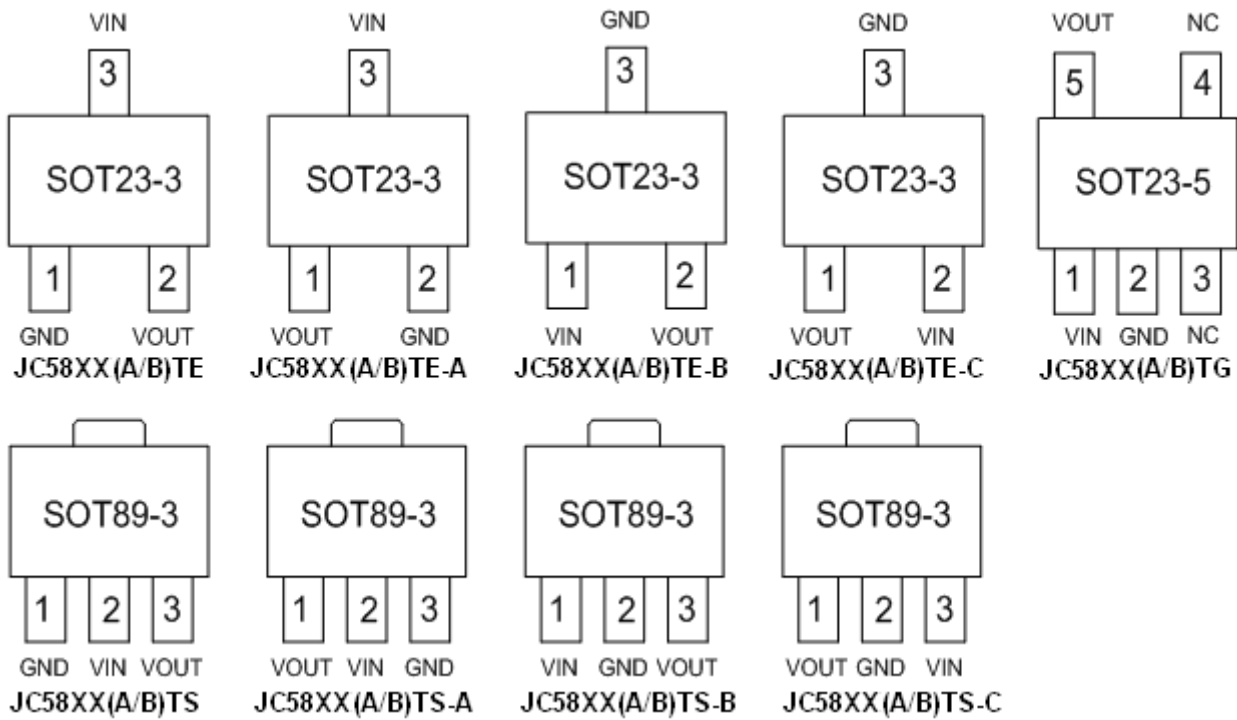 VIN VIN GND GND VOUT NC
3 3 3 3 5 4
SOT23-3 SOT23-3 SOT23-3 SOT23-3 SOT23-5
1 2 1 2 1 2 1 2 1 2 3
GND VOUT VOUT GND VIN VOUT VOUT VIN VIN GND NC
JC58XX(A/B)TE JC58XX(A/B)TE-A JC58XX(A/B)TE-B JC58XX(A/B)TE-C JC58XX(A/B)TG
SOT89-3 SOT89-3 SOT89-3 SOT89-3
1 2 3 1 2 3 1 2 3 1 2 3
GND VIN VOUT VOUT VIN GND VIN GND VOUT VOUT GND VIN
JC58XX(A/B)TS JC58XX(A/B)TS-A JC58XX(A/B)TS-B JC58XX(A/B)TS-C